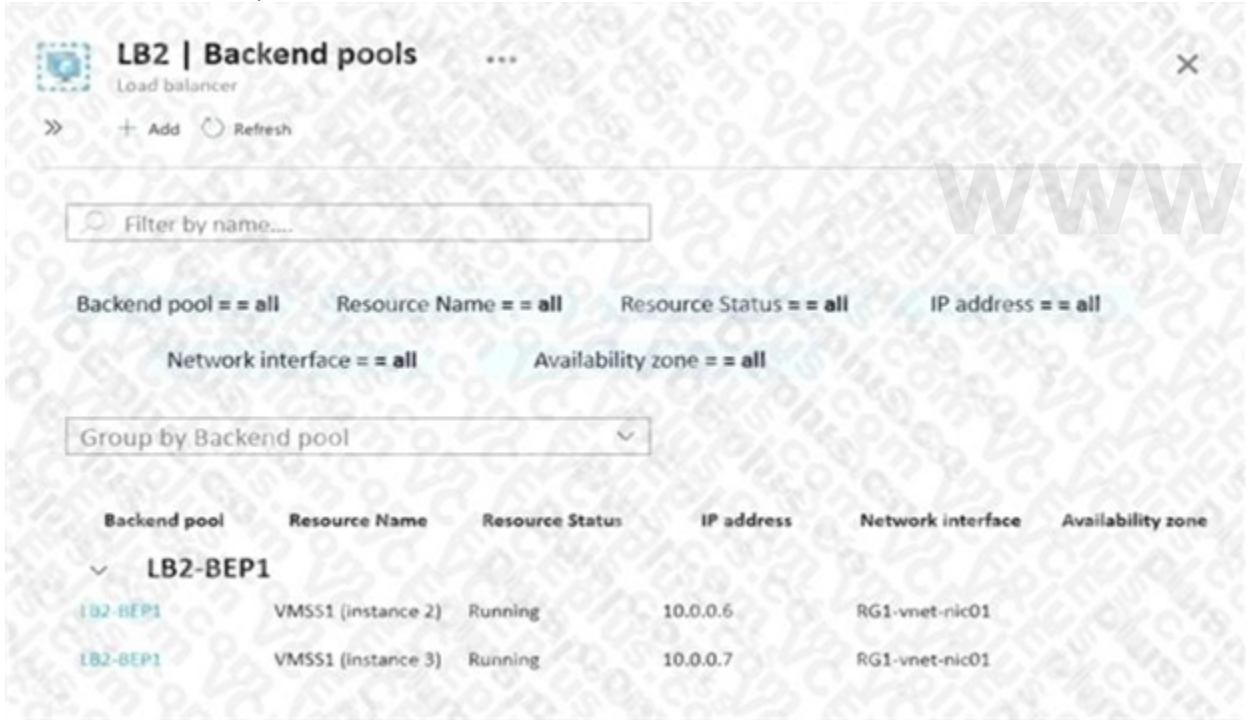 LB2 | Backend pools ...
Load balancer
+ Add Refresh
www
Filter by name....
Backend pool = = all Resource Name = = all Resource Status = = all IP address = = all
Network interface = = all Availability zone = = all
Group by Backend pool
Backend pool Resource Name Resource Status IP address Network interface Availability zone
LB2-BEP1
LB2-BEP1 VMSS1 (instance 2) Running 10.0.0.6 RG1-vnet-nic01
LB2-BEP1 VMSS1 (instance 3) Running 10.0.0.7 RG1-vnet-nic01